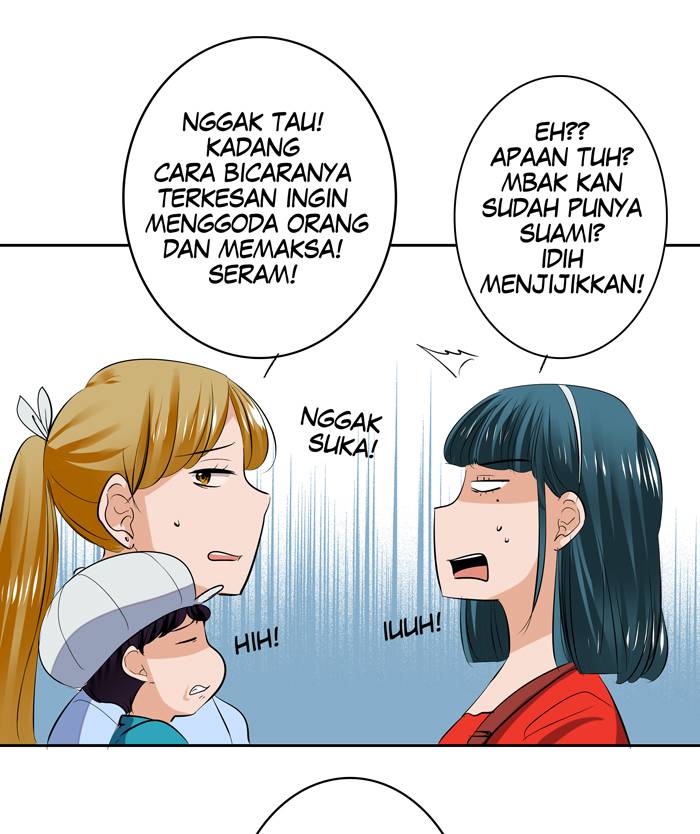 NGGAK TAU!
KADANG
CARA BICARANYA
TERKESAN INGIN
MENGGODA ORANG
DAN MEMAKSA!
SERAM!
EH??
APAAN TUH?
MBAK KAN
SUDAH PUNYA
SUAMI?
IDIH
MENJIJIKKAN!
NGGAK
SUKA!
HIH!
IUUH!